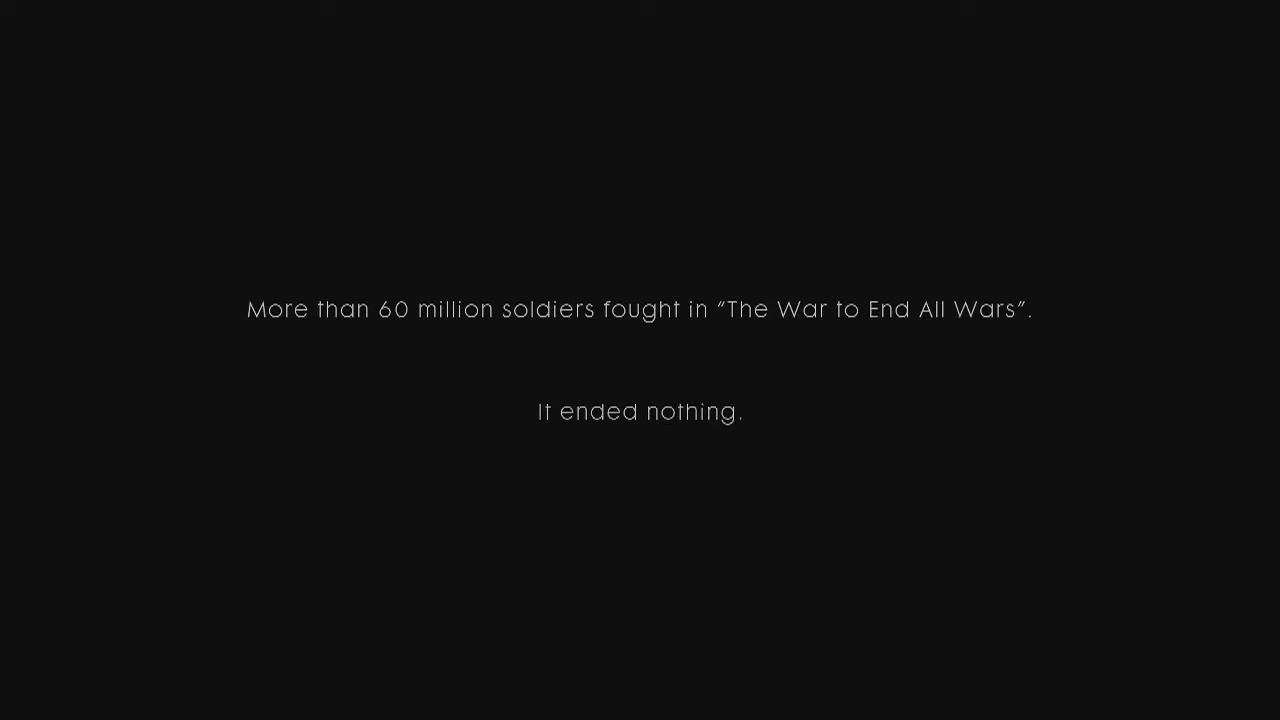 More than 60 million soldiers fought in “The War to End All Wars”.
It ended nothing.